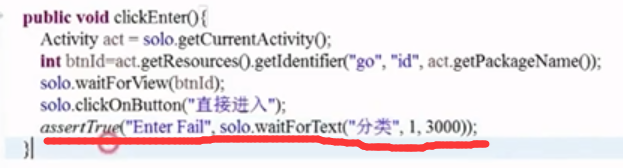 public void clickEnter(){
Activity act = solo.getCurrentActivity();
int btnId=act.getResources().getIdentifier("go", "id", act.getPackageName());
solo.waitForView(btnId);
solo.clickOnButton("直接进入");
assertTrue("Enter Fail", solo.waitForText("分类", 1, 3000));
}